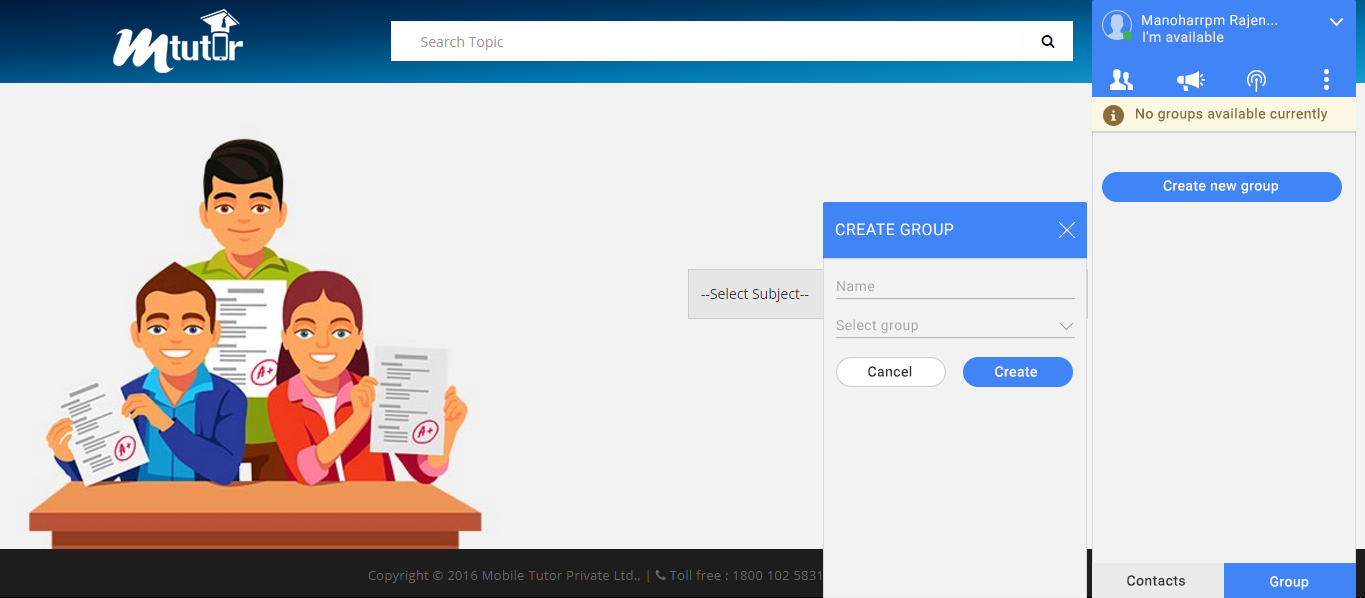 Mtutor
Search Topic
Manoharrpm Rajen...
I'm available
No groups available currently
Create new group
CREATE GROUP
Name
Select group
Cancel
Create
--Select Subject--
A+
A+
A+
Copyright © 2016 Mobile Tutor Private Ltd., | Toll free : 1800 102 5831
Contacts
Group